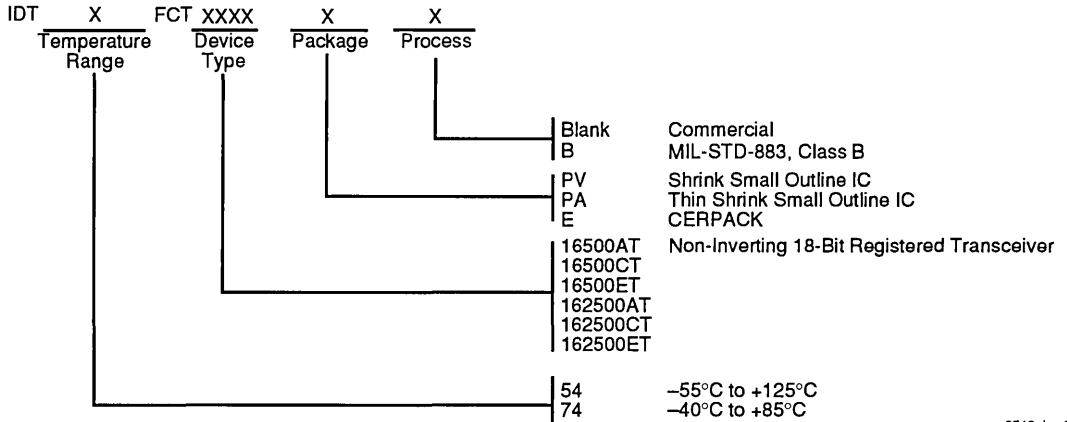 IDT X FCT XXXX X X
Temperature Range Device Type Package Process
Blank Commercial
B MIL-STD-883, Class B
PV Shrink Small Outline IC
PA Thin Shrink Small Outline IC
E CERPACK
16500AT Non-Inverting 18-Bit Registered Transceiver
16500CT
16500ET
162500AT
162500CT
162500ET
54 –55°C to +125°C
74 –40°C to +85°C